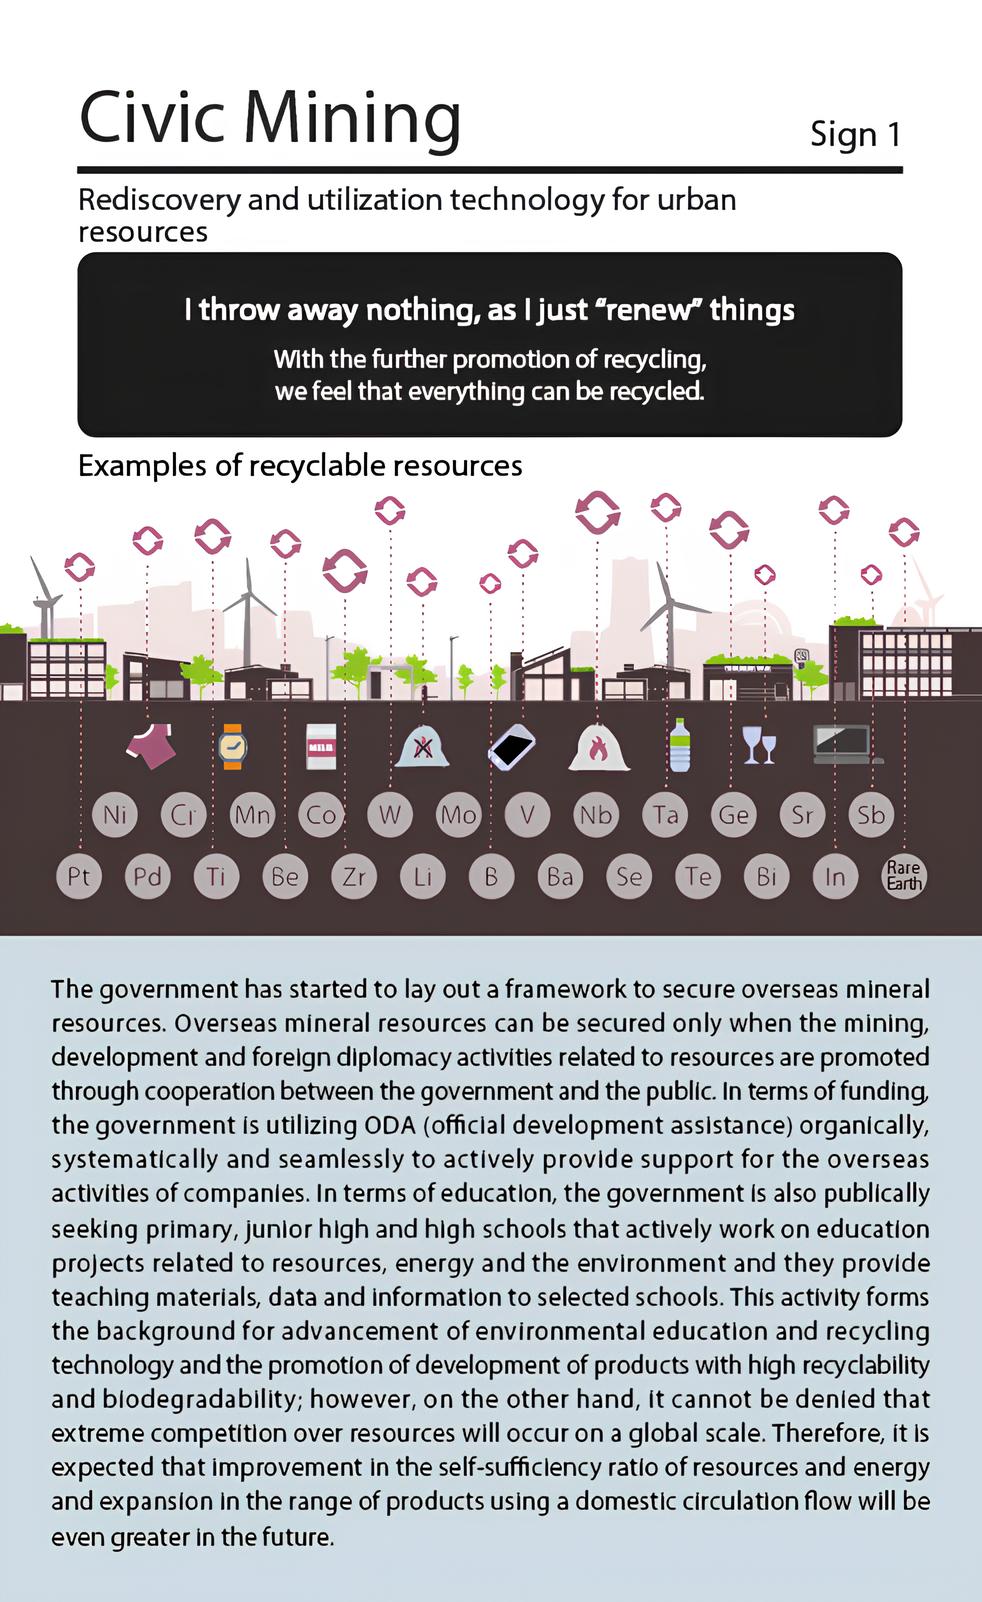 Civic Mining
Sign 1
Rediscovery and utilization technology for urban
resources
I throw away nothing, as I just “renew” things
With the further promotion of recycling,
we feel that everything can be recycled.
Examples of recyclable resources
MILK
Ni Cr Mn Co W Mo V Nb Ta Ge Sr Sb
Pt Pd Ti Be Zr Li B Ba Se Te Bi In Rare Earth
The government has started to lay out a framework to secure overseas mineral
resources. Overseas mineral resources can be secured only when the mining,
development and foreign diplomacy activities related to resources are promoted
through cooperation between the government and the public. In terms of funding,
the government is utilizing ODA (official development assistance) organically,
systematically and seamlessly to actively provide support for the overseas
activities of companies. In terms of education, the government is also publically
seeking primary, junior high and high schools that actively work on education
projects related to resources, energy and the environment and they provide
teaching materials, data and information to selected schools. This activity forms
the background for advancement of environmental education and recycling
technology and the promotion of development of products with high recyclability
and biodegradability; however, on the other hand, it cannot be denied that
extreme competition over resources will occur on a global scale. Therefore, it is
expected that improvement in the self-sufficiency ratio of resources and energy
and expansion in the range of products using a domestic circulation flow will be
even greater in the future.